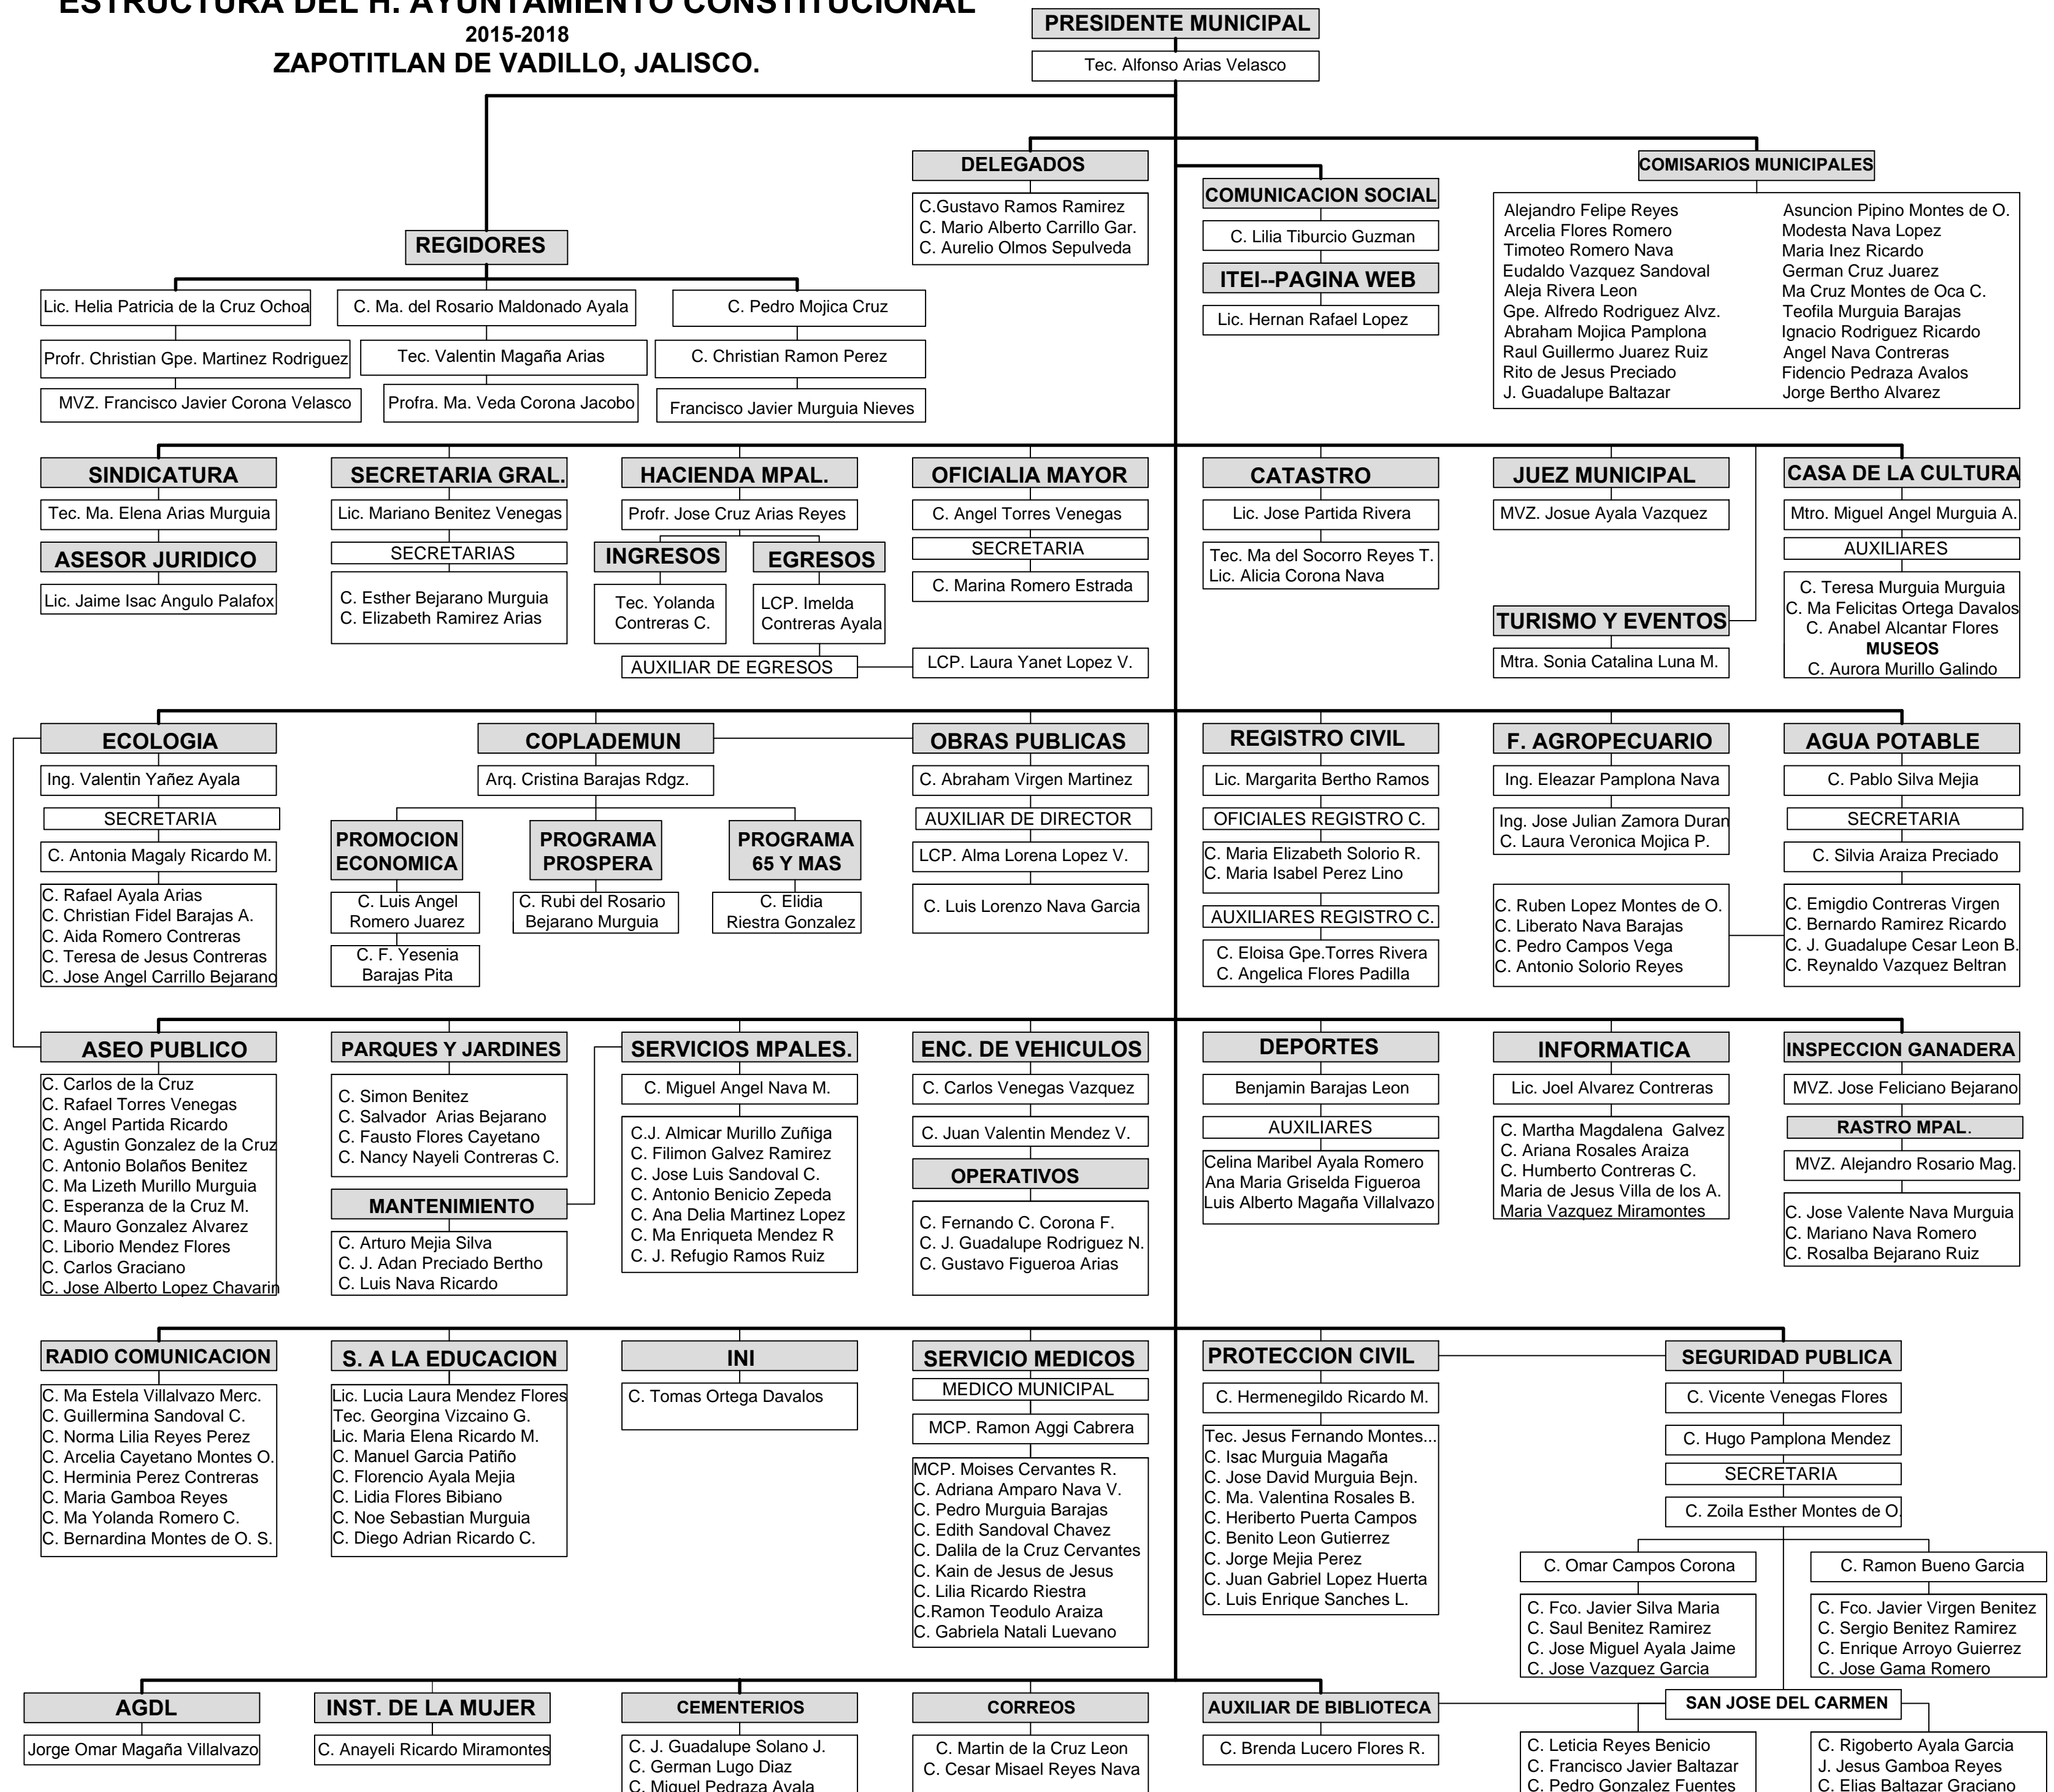 ESTRUCTURA DEL H. AYUNTAMIENTO CONSTITUCIONAL
2015-2018
ZAPOTITLAN DE VADILLO, JALISCO.
PRESIDENTE MUNICIPAL
Tec. Alfonso Arias Velasco
DELEGADOS
C.Gustavo Ramos Ramirez
C. Mario Alberto Carrillo Gar.
C. Aurelio Olmos Sepulveda
COMUNICACION SOCIAL
C. Lilia Tiburcio Guzman
ITEI--PAGINA WEB
Lic. Hernan Rafael Lopez
COMISARIOS MUNICIPALES
Alejandro Felipe Reyes
Arcelia Flores Romero
Timoteo Romero Nava
Eudaldo Vazquez Sandoval
Aleja Rivera Leon
Gpe. Alfredo Rodriguez Alvz.
Abraham Mojica Pamplona
Raul Guillermo Juarez Ruiz
Rito de Jesus Preciado
J. Guadalupe Baltazar
Asuncion Pipino Montes de O.
Modesta Nava Lopez
Maria Inez Ricardo
German Cruz Juarez
Ma Cruz Montes de Oca C.
Teofila Murguia Barajas
Ignacio Rodriguez Ricardo
Angel Nava Contreras
Fidencio Pedraza Avalos
Jorge Bertho Alvarez
REGIDORES
Lic. Helia Patricia de la Cruz Ochoa
C. Ma. del Rosario Maldonado Ayala
C. Pedro Mojica Cruz
Profr. Christian Gpe. Martinez Rodriguez
Tec. Valentin Magaña Arias
C. Christian Ramon Perez
MVZ. Francisco Javier Corona Velasco
Profra. Ma. Veda Corona Jacobo
Francisco Javier Murguia Nieves
SINDICATURA
Tec. Ma. Elena Arias Murguia
ASESOR JURIDICO
Lic. Jaime Isac Angulo Palafox
SECRETARIA GRAL.
Lic. Mariano Benitez Venegas
SECRETARIAS
C. Esther Bejarano Murguia
C. Elizabeth Ramirez Arias
HACIENDA MPAL.
Profr. Jose Cruz Arias Reyes
INGRESOS
Tec. Yolanda
Contreras C.
EGRESOS
LCP. Imelda
Contreras Ayala
AUXILIAR DE EGRESOS
LCP. Laura Yanet Lopez V.
OFICIALIA MAYOR
C. Angel Torres Venegas
SECRETARIA
C. Marina Romero Estrada
CATASTRO
Lic. Jose Partida Rivera
Tec. Ma del Socorro Reyes T.
Lic. Alicia Corona Nava
JUEZ MUNICIPAL
MVZ. Josue Ayala Vazquez
TURISMO Y EVENTOS
Mtra. Sonia Catalina Luna M.
CASA DE LA CULTURA
Mtro. Miguel Angel Murguia A.
AUXILIARES
C. Teresa Murguia Murguia
C. Ma Felicitas Ortega Davalos
C. Anabel Alcantar Flores
MUSEOS
C. Aurora Murillo Galindo
ECOLOGIA
Ing. Valentin Yañez Ayala
SECRETARIA
C. Antonia Magaly Ricardo M.
C. Rafael Ayala Arias
C. Christian Fidel Barajas A.
C. Aida Romero Contreras
C. Teresa de Jesus Contreras
C. Jose Angel Carrillo Bejarano
COPLADEMUN
Arq. Cristina Barajas Rdgz.
PROMOCION
ECONOMICA
C. Luis Angel
Romero Juarez
C. F. Yesenia
Barajas Pita
PROGRAMA
PROSPERA
C. Rubi del Rosario
Bejarano Murguia
PROGRAMA
65 Y MAS
C. Elidia
Riestra Gonzalez
OBRAS PUBLICAS
C. Abraham Virgen Martinez
AUXILIAR DE DIRECTOR
LCP. Alma Lorena Lopez V.
C. Luis Lorenzo Nava Garcia
REGISTRO CIVIL
Lic. Margarita Bertho Ramos
OFICIALES REGISTRO C.
C. Maria Elizabeth Solorio R.
C. Maria Isabel Perez Lino
AUXILIARES REGISTRO C.
C. Eloisa Gpe.Torres Rivera
C. Angelica Flores Padilla
F. AGROPECUARIO
Ing. Eleazar Pamplona Nava
Ing. Jose Julian Zamora Duran
C. Laura Veronica Mojica P.
C. Ruben Lopez Montes de O.
C. Liberato Nava Barajas
C. Pedro Campos Vega
C. Antonio Solorio Reyes
AGUA POTABLE
C. Pablo Silva Mejia
SECRETARIA
C. Silvia Araiza Preciado
C. Emigdio Contreras Virgen
C. Bernardo Ramirez Ricardo
C. J. Guadalupe Cesar Leon B.
C. Reynaldo Vazquez Beltran
ASEO PUBLICO
C. Carlos de la Cruz
C. Rafael Torres Venegas
C. Angel Partida Ricardo
C. Agustin Gonzalez de la Cruz
C. Antonio Bolaños Benitez
C. Ma Lizeth Murillo Murguia
C. Esperanza de la Cruz M.
C. Mauro Gonzalez Alvarez
C. Liborio Mendez Flores
C. Carlos Graciano
C. Jose Alberto Lopez Chavarin
PARQUES Y JARDINES
C. Simon Benitez
C. Salvador  Arias Bejarano
C. Fausto Flores Cayetano
C. Nancy Nayeli Contreras C.
MANTENIMIENTO
C. Arturo Mejia Silva
C. J. Adan Preciado Bertho
C. Luis Nava Ricardo
SERVICIOS MPALES.
C. Miguel Angel Nava M.
C.J. Almicar Murillo Zuñiga
C. Filimon Galvez Ramirez
C. Jose Luis Sandoval C.
C. Antonio Benicio Zepeda
C. Ana Delia Martinez Lopez
C. Ma Enriqueta Mendez R
C. J. Refugio Ramos Ruiz
ENC. DE VEHICULOS
C. Carlos Venegas Vazquez
C. Juan Valentin Mendez V.
OPERATIVOS
C. Fernando C. Corona F.
C. J. Guadalupe Rodriguez N.
C. Gustavo Figueroa Arias
DEPORTES
Benjamin Barajas Leon
AUXILIARES
Celina Maribel Ayala Romero
Ana Maria Griselda Figueroa
Luis Alberto Magaña Villalvazo
INFORMATICA
Lic. Joel Alvarez Contreras
C. Martha Magdalena  Galvez
C. Ariana Rosales Araiza
C. Humberto Contreras C.
Maria de Jesus Villa de los A.
Maria Vazquez Miramontes
INSPECCION GANADERA
MVZ. Jose Feliciano Bejarano
RASTRO MPAL.
MVZ. Alejandro Rosario Mag.
C. Jose Valente Nava Murguia
C. Mariano Nava Romero
C. Rosalba Bejarano Ruiz
RADIO COMUNICACION
C. Ma Estela Villalvazo Merc.
C. Guillermina Sandoval C.
C. Norma Lilia Reyes Perez
C. Arcelia Cayetano Montes O.
C. Herminia Perez Contreras
C. Maria Gamboa Reyes
C. Ma Yolanda Romero C.
C. Bernardina Montes de O. S.
S. A LA EDUCACION
Lic. Lucia Laura Mendez Flores
Tec. Georgina Vizcaino G.
Lic. Maria Elena Ricardo M.
C. Manuel Garcia Patiño
C. Florencio Ayala Mejia
C. Lidia Flores Bibiano
C. Noe Sebastian Murguia
C. Diego Adrian Ricardo C.
INI
C. Tomas Ortega Davalos
SERVICIO MEDICOS
MEDICO MUNICIPAL
MCP. Ramon Aggi Cabrera
MCP. Moises Cervantes R.
C. Adriana Amparo Nava V.
C. Pedro Murguia Barajas
C. Edith Sandoval Chavez
C. Dalila de la Cruz Cervantes
C. Kain de Jesus de Jesus
C. Lilia Ricardo Riestra
C.Ramon Teodulo Araiza
C. Gabriela Natali Luevano
PROTECCION CIVIL
C. Hermenegildo Ricardo M.
Tec. Jesus Fernando Montes...
C. Isac Murguia Magaña
C. Jose David Murguia Bejn.
C. Ma. Valentina Rosales B.
C. Heriberto Puerta Campos
C. Benito Leon Gutierrez
C. Jorge Mejia Perez
C. Juan Gabriel Lopez Huerta
C. Luis Enrique Sanches L.
SEGURIDAD PUBLICA
C. Vicente Venegas Flores
C. Hugo Pamplona Mendez
SECRETARIA
C. Zoila Esther Montes de O.
C. Omar Campos Corona
C. Fco. Javier Silva Maria
C. Saul Benitez Ramirez
C. Jose Miguel Ayala Jaime
C. Jose Vazquez Garcia
C. Ramon Bueno Garcia
C. Fco. Javier Virgen Benitez
C. Sergio Benitez Ramirez
C. Enrique Arroyo Guierrez
C. Jose Gama Romero
AGDL
Jorge Omar Magaña Villalvazo
INST. DE LA MUJER
C. Anayeli Ricardo Miramontes
CEMENTERIOS
C. J. Guadalupe Solano J.
C. German Lugo Diaz
C. Miguel Pedraza Ayala
CORREOS
C. Martin de la Cruz Leon
C. Cesar Misael Reyes Nava
AUXILIAR DE BIBLIOTECA
C. Brenda Lucero Flores R.
SAN JOSE DEL CARMEN
C. Leticia Reyes Benicio
C. Francisco Javier Baltazar
C. Pedro Gonzalez Fuentes
C. Rigoberto Ayala Garcia
J. Jesus Gamboa Reyes
C. Elias Baltazar Graciano